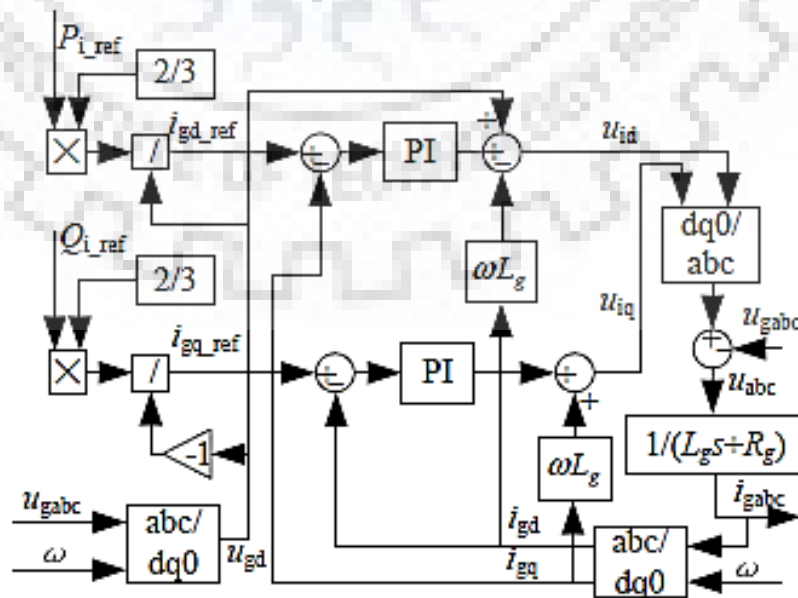 P_i_ref
2/3
×
/
i_gd_ref
+
−
PI
+
+
−
u_id
Q_i_ref
2/3
ωL_g
u_iq
dq0/
abc
×
/
i_gq_ref
+
−
PI
+
+
+
−
u_gabc
u_abc
-1
ωL_g
1/(L_gs+R_g)
i_gabc
u_gabc
ω
abc/
dq0
u_gd
i_gd
i_gq
abc/
dq0
ω